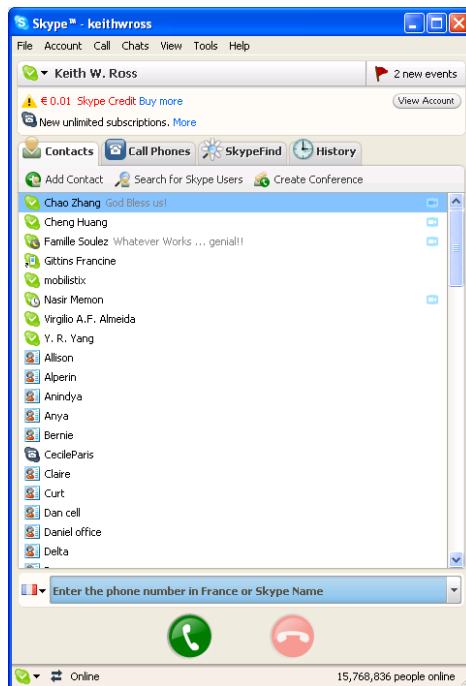 Skype™ - keithwross
File Account Call Chats View Tools Help
Keith W. Ross 2 new events
€ 0.01 Skype Credit Buy more View Account
New unlimited subscriptions. More
Contacts Call Phones SkypeFind History
Add Contact Search for Skype Users Create Conference
Chao Zhang God Bless us!
Cheng Huang
Famille Soulez Whatever Works ... genial!!
Gittins Francine
mobilistix
Nasir Memon
Virgilio A.F. Almeida
Y. R. Yang
Allison
Alperin
Anindya
Anya
Bernie
CecileParis
Claire
Curt
Dan cell
Daniel office
Delta
Enter the phone number in France or Skype Name
Online 15,768,836 people online